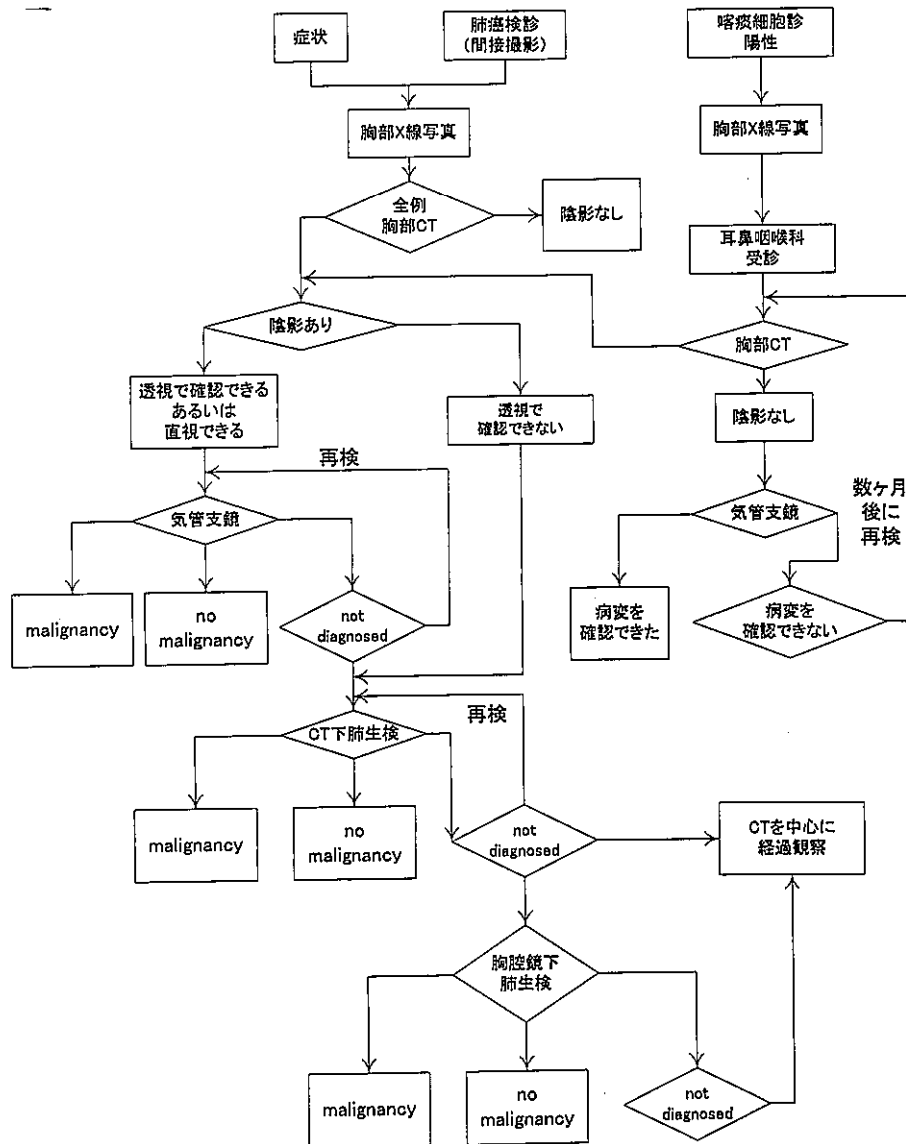 症状
肺癌検診
(間接撮影)
喀痰細胞診
陽性
胸部X線写真
胸部X線写真
全例
胸部CT
陰影なし
耳鼻咽喉科
受診
陰影あり
胸部CT
透視で確認できる
あるいは
直視できる
透視で
確認できない
陰影なし
再検
気管支鏡
気管支鏡
数ヶ月
後に
再検
malignancy
no
malignancy
not
diagnosed
病変を
確認できた
病変を
確認できない
再検
CT下肺生検
malignancy
no
malignancy
not
diagnosed
CTを中心に
経過観察
胸腔鏡下
肺生検
malignancy
no
malignancy
not
diagnosed